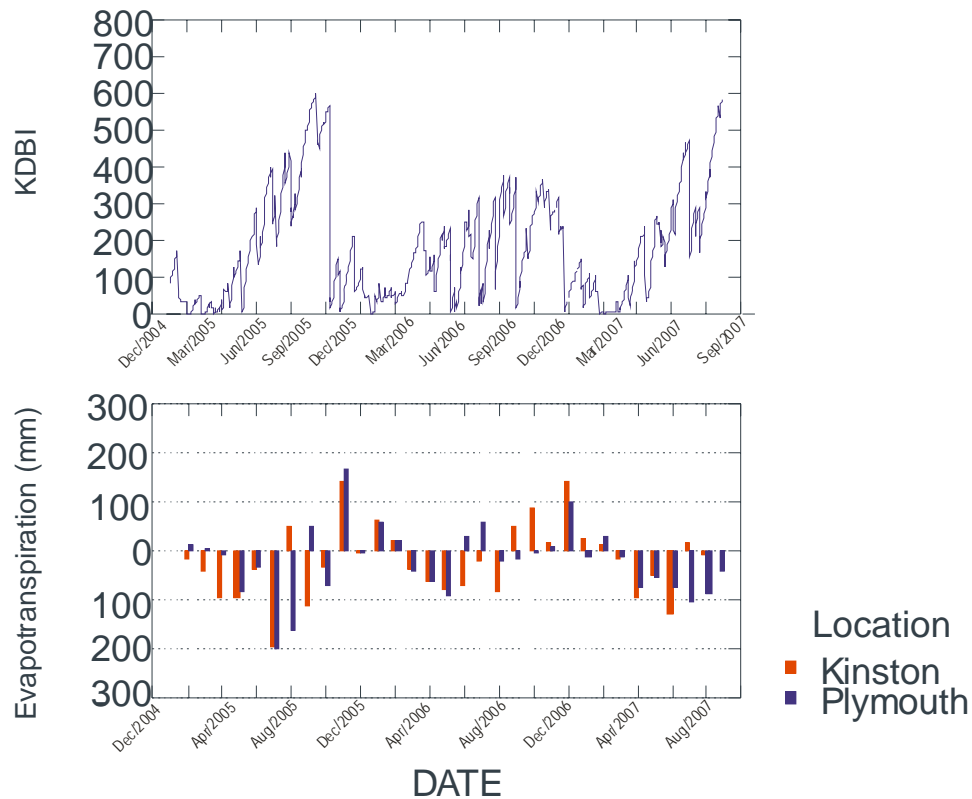 KDBI
800
700
600
500
400
300
200
100
0
Dec/2004
Mar/2005
Jun/2005
Sep/2005
Dec/2005
Mar/2006
Jun/2006
Sep/2006
Dec/2006
Mar/2007
Jun/2007
Sep/2007
Evapotranspiration (mm)
300
200
100
0
100
200
300
Dec/2004
Apr/2005
Aug/2005
Dec/2005
Apr/2006
Aug/2006
Dec/2006
Apr/2007
Aug/2007
DATE
Location
Kinston
Plymouth